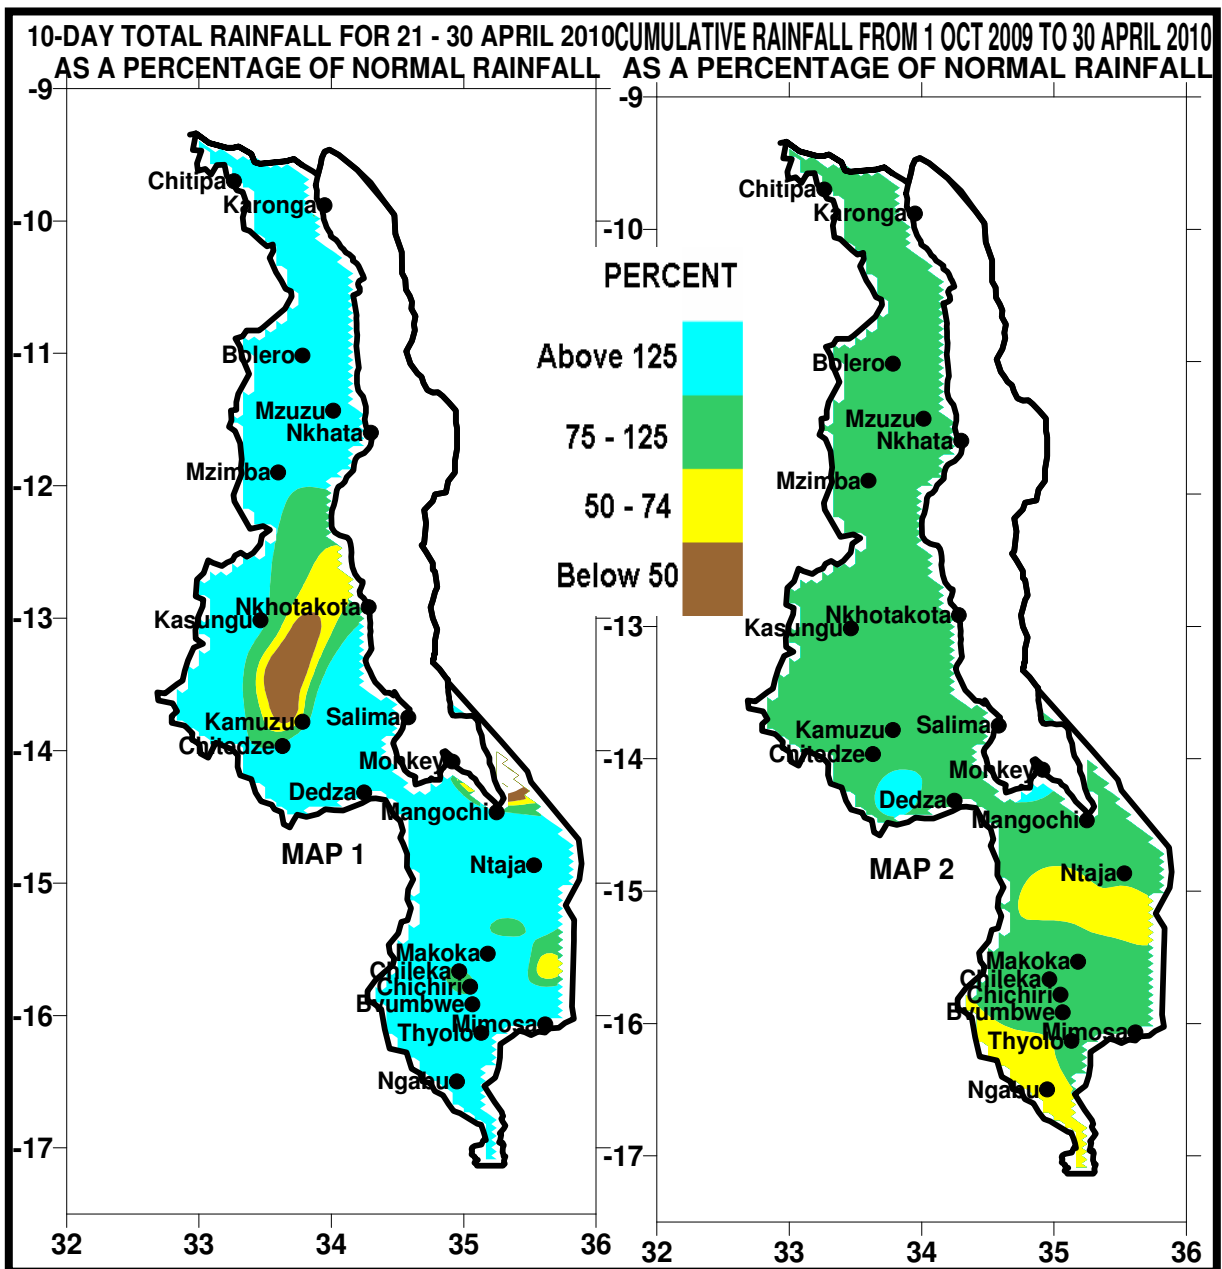 10-DAY TOTAL RAINFALL FOR 21 - 30 APRIL 2010
AS A PERCENTAGE OF NORMAL RAINFALL
CUMULATIVE RAINFALL FROM 1 OCT 2009 TO 30 APRIL 2010
AS A PERCENTAGE OF NORMAL RAINFALL
-9
-10
-11
-12
-13
-14
-15
-16
-17
32
33
34
35
36
Chitipa
Karonga
Bolero
Mzuzu
Nkhata
Mzimba
Nkhotakota
Kasungu
Kamuzu
Salima
Chitedze
Monkey
Dedza
Mangochi
MAP 1
Ntaja
Makoka
Chileka
Chichiri
Bvumbwe
Mimosa
Thyolo
Ngabu
PERCENT
Above 125
75 - 125
50 - 74
Below 50
-9
-10
-13
-14
-15
-16
-17
32
33
34
35
36
Chitipa
Karonga
Bolero
Mzuzu
Nkhata
Mzimba
Nkhotakota
Kasungu
Salima
Kamuzu
Chitedze
Monkey
Dedza
Mangochi
MAP 2
Ntaja
Makoka
Chileka
Chichiri
Bvumbwe
Mimosa
Thyolo
Ngabu